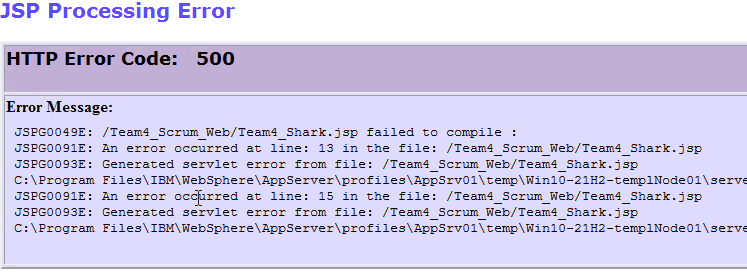 JSP Processing Error
HTTP Error Code: 500
Error Message:
JSPG0049E: /Team4_Scrum_Web/Team4_Shark.jsp failed to compile :
JSPG0091E: An error occurred at line: 13 in the file: /Team4_Scrum_Web/Team4_Shark.jsp
JSPG0093E: Generated servlet error from file: /Team4_Scrum_Web/Team4_Shark.jsp
C:\Program Files\IBM\WebSphere\AppServer\profiles\AppSrv01\temp\Win10-21H2-templNode01\serve
JSPG0091E: An error occurred at line: 15 in the file: /Team4_Scrum_Web/Team4_Shark.jsp
JSPG0093E: Generated servlet error from file: /Team4_Scrum_Web/Team4_Shark.jsp
C:\Program Files\IBM\WebSphere\AppServer\profiles\AppSrv01\temp\Win10-21H2-templNode01\serve